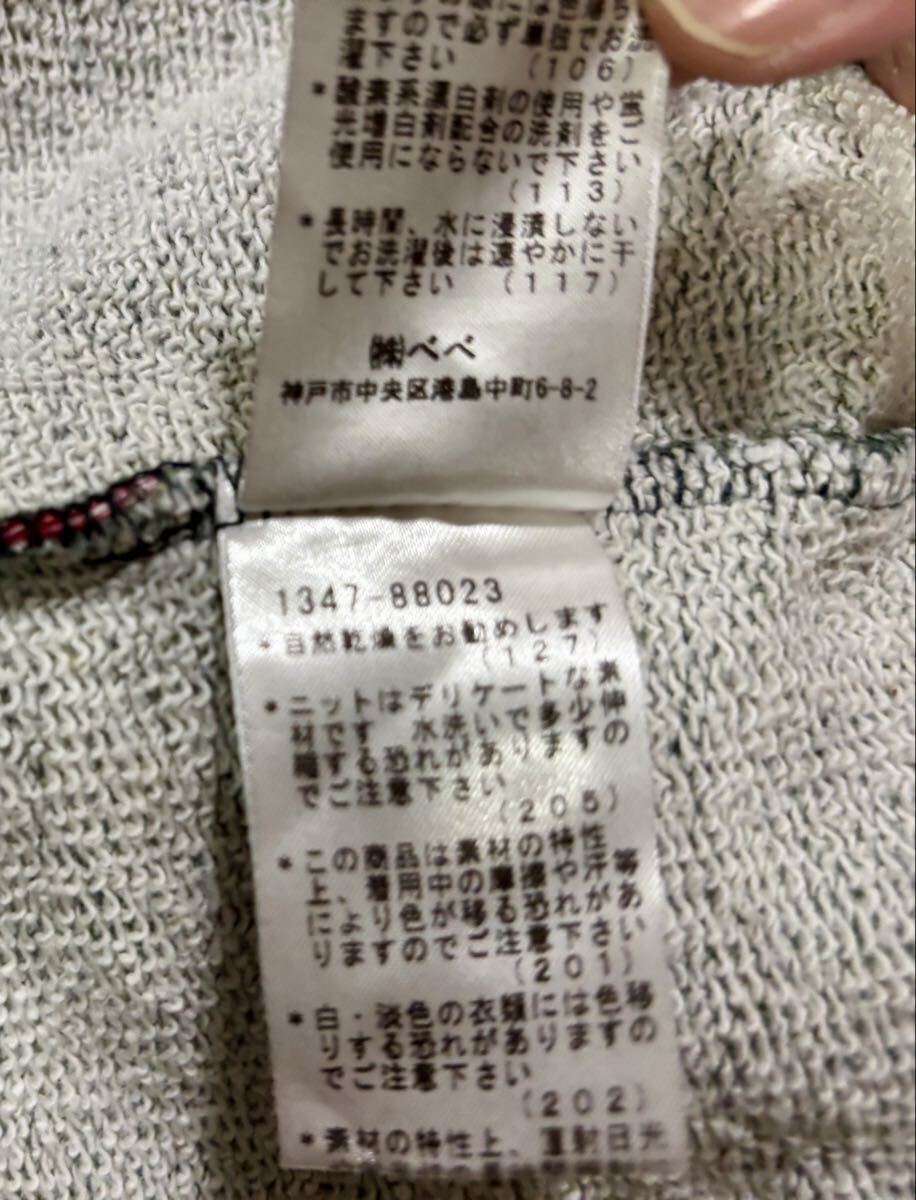 ますので必ず単独でお洗
濯下さい (106)
*酸素系漂白剤の使用や蛍
光増白剤配合の洗剤をご
使用にならないで下さい
(113)
*長時間、水に浸漬しない
でお洗濯後は速やかに干
して下さい (117)
㈱べべ
神戸市中央区港島中町6-8-2
1347-88023
*自然乾燥をお勧めします
(127)
*ニットはデリケートな素
材です 水洗いで多少伸
縮する恐れがありますの
でご注意下さい
(205)
*この商品は素材の特性
上、着用中の摩擦や汗等
により色が移る恐れがあ
りますのでご注意下さい
(201)
*白・淡色の衣類には色移
りする恐れがありますの
でご注意下さい
(202)
*素材の特性上、直射日光